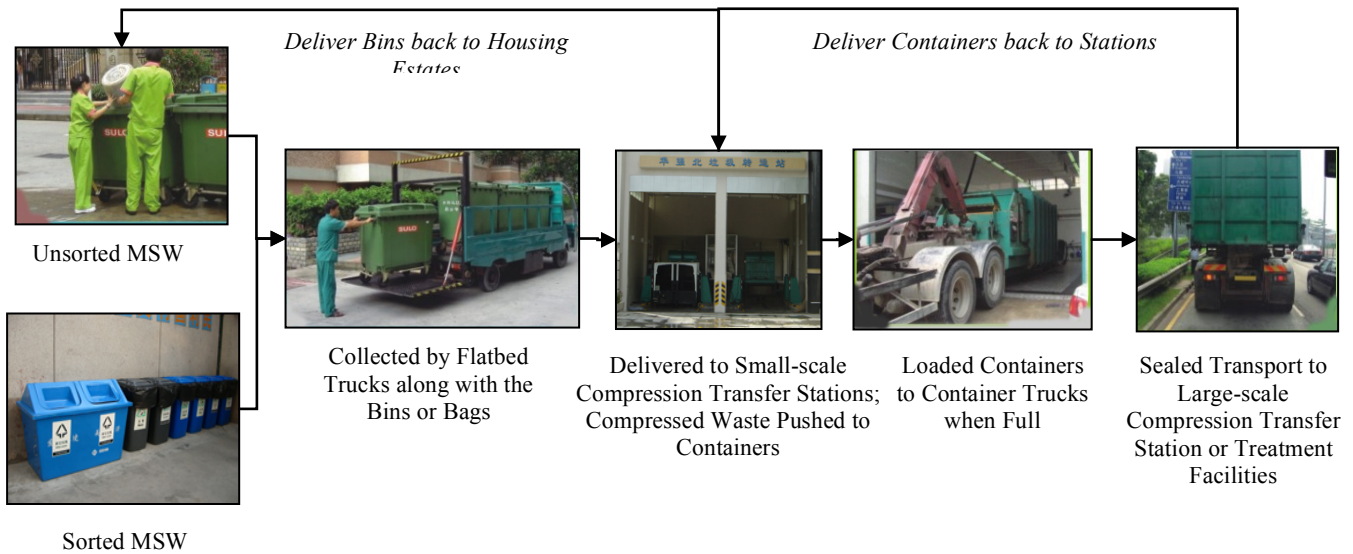 Deliver Bins back to Housing
Estates
Deliver Containers back to Stations
SULO
SU
Unsorted MSW
SULO
Collected by Flatbed
Trucks along with the
Bins or Bags
Delivered to Small-scale
Compression Transfer Stations;
Compressed Waste Pushed to
Containers
Loaded Containers
to Container Trucks
when Full
Sealed Transport to
Large-scale
Compression Transfer
Station or Treatment
Facilities
Sorted MSW